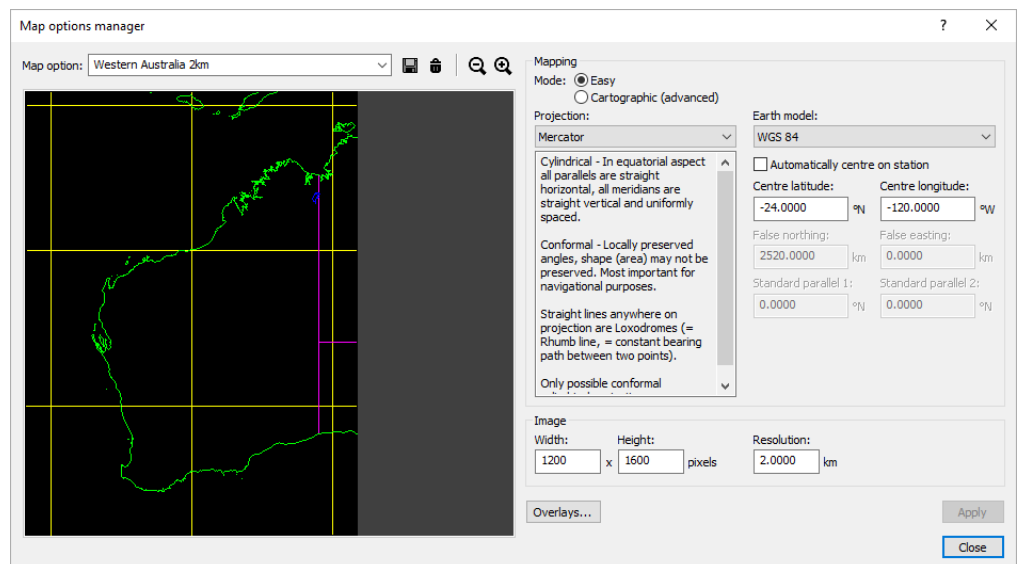 Map options manager
? ×
Map option: Western Australia 2km
Mapping
Mode: Easy
Cartographic (advanced)
Projection:
Mercator
Cylindrical - In equatorial aspect
all parallels are straight
horizontal, all meridians are
straight vertical and uniformly
spaced.
Conformal - Locally preserved
angles, shape (area) may not be
preserved. Most important for
navigational purposes.
Straight lines anywhere on
projection are Loxodromes (=
Rhumb line, = constant bearing
path between two points).
Only possible conformal
Earth model:
WGS 84
Automatically centre on station
Centre latitude: Centre longitude:
-24.0000 ºN -120.0000 ºW
False northing: False easting:
2520.0000 km 0.0000 km
Standard parallel 1: Standard parallel 2:
0.0000 ºN 0.0000 ºN
Image
Width: Height: Resolution:
1200 x 1600 pixels 2.0000 km
Overlays... Apply
Close